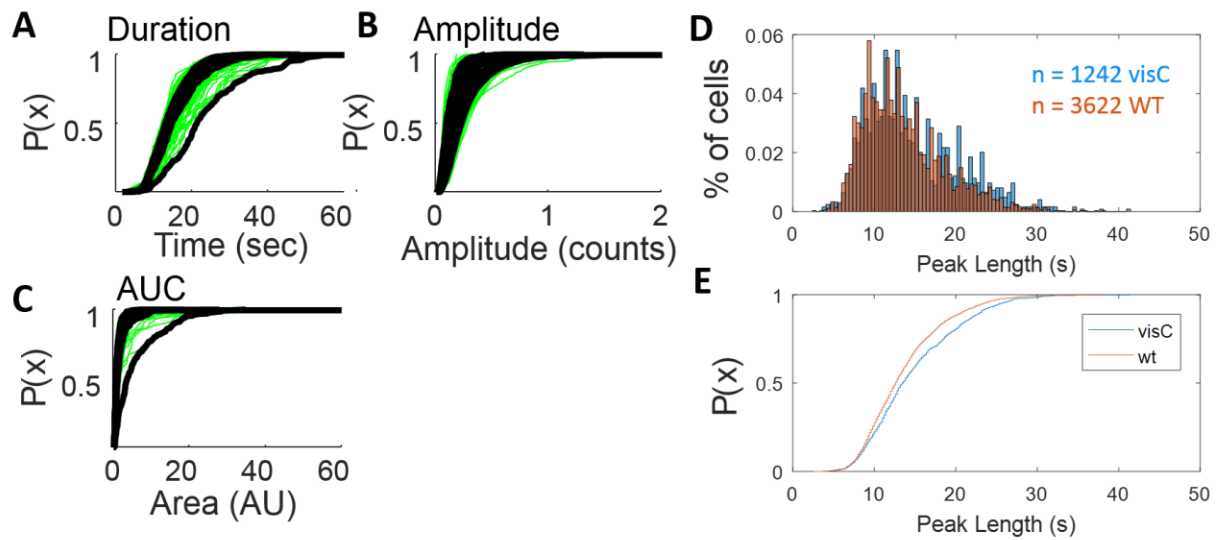 A Duration
P(x)
1
0.5
0 20 40 60
Time (sec)
B Amplitude
P(x)
1
0.5
0 1 2
Amplitude (counts)
C AUC
P(x)
1
0.5
0 20 40 60
Area (AU)
D
% of cells
0.06
0.04
0.02
0
n = 1242 visC
n = 3622 WT
0 10 20 30 40 50
Peak Length (s)
E
P(x)
1
0.5
0
visC
wt
0 10 20 30 40 50
Peak Length (s)